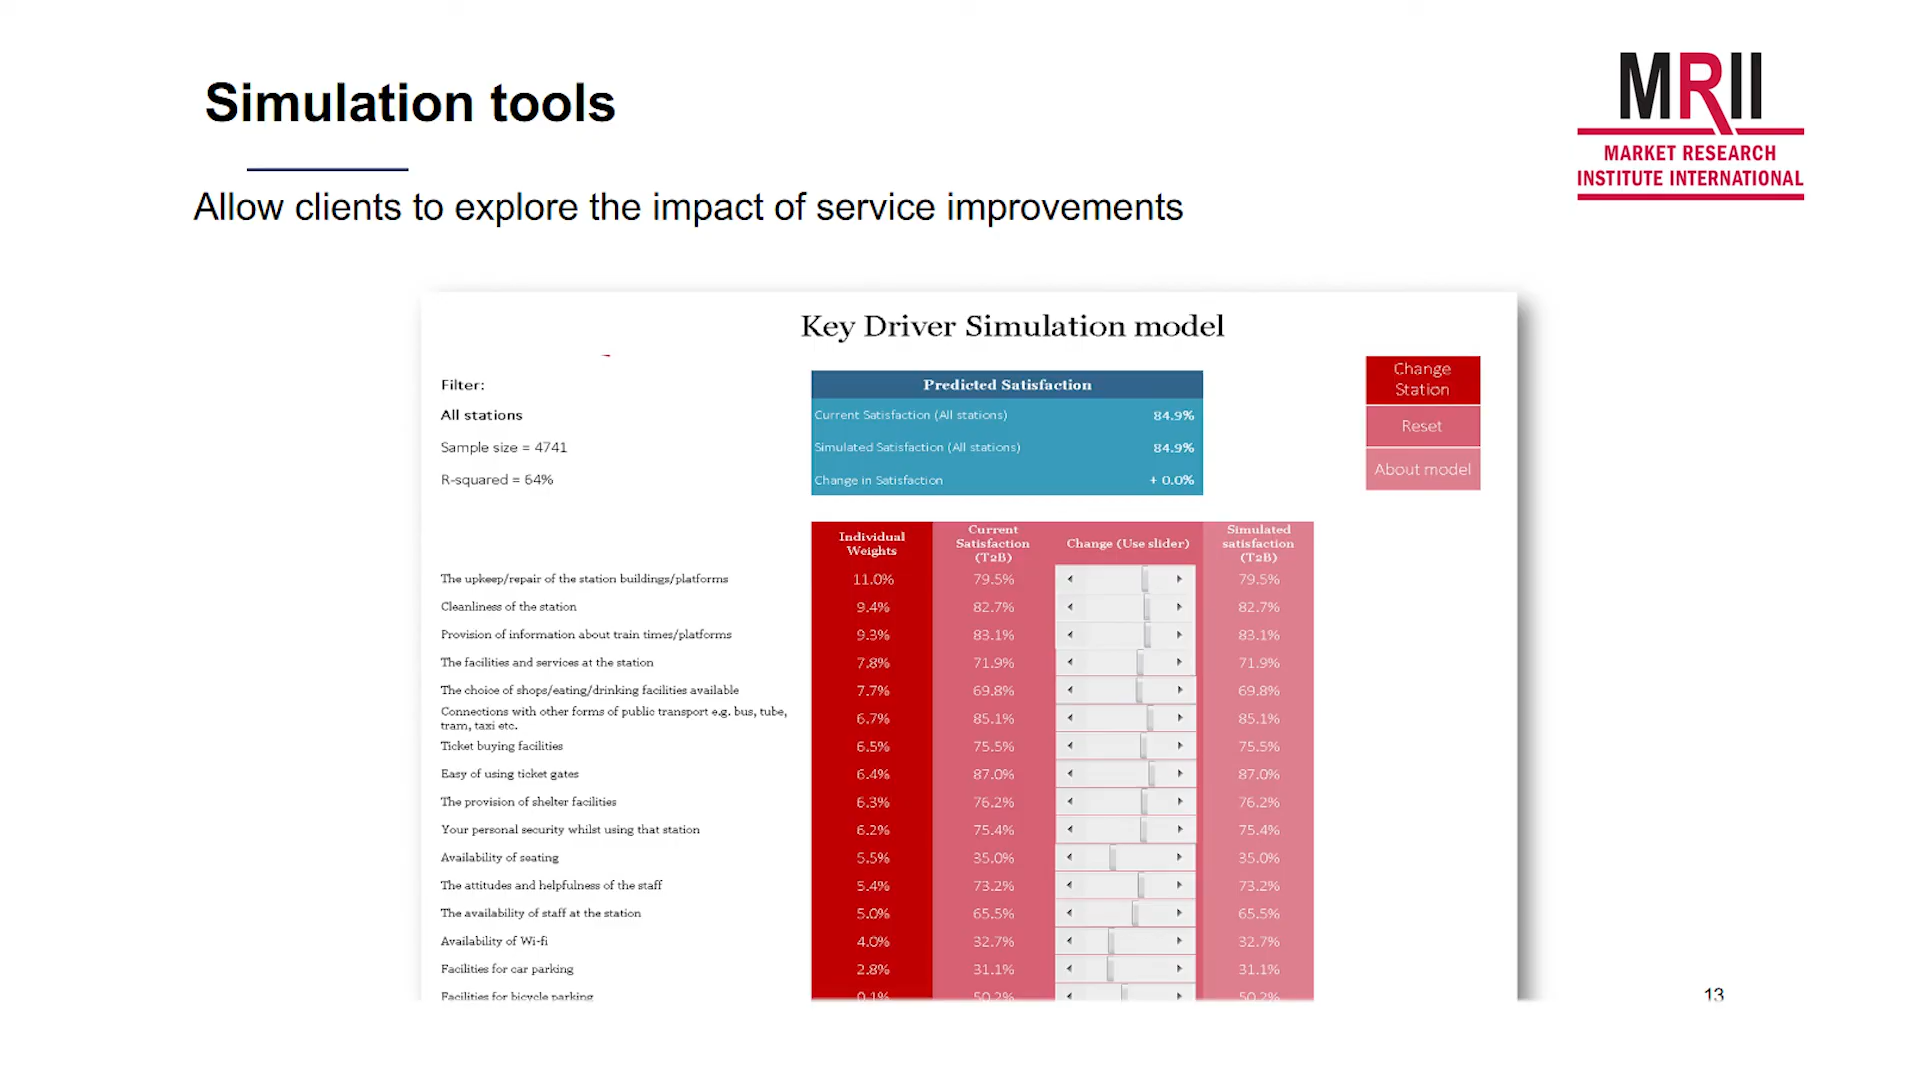 Simulation tools
MRII
MARKET RESEARCH
INSTITUTE INTERNATIONAL
Allow clients to explore the impact of service improvements
Key Driver Simulation model
Filter:
All stations
Sample size = 4741
R-squared = 64%
Predicted Satisfaction
Current Satisfaction (All stations) 84.9%
Simulated Satisfaction (All stations) 84.9%
Change in Satisfaction + 0.0%
Change
Station
Reset
About model
Individual
Weights
Current
Satisfaction
(T2B)
Change (Use slider)
Simulated
satisfaction
(T2B)
The upkeep/repair of the station buildings/platforms 11.0% 79.5% 79.5%
Cleanliness of the station 9.4% 82.7% 82.7%
Provision of information about train times/platforms 9.3% 83.1% 83.1%
The facilities and services at the station 7.8% 71.9% 71.9%
The choice of shops/eating/drinking facilities available 7.7% 69.8% 69.8%
Connections with other forms of public transport e.g. bus, tube,
tram, taxi etc. 6.7% 85.1% 85.1%
Ticket buying facilities 6.5% 75.5% 75.5%
Easy of using ticket gates 6.4% 87.0% 87.0%
The provision of shelter facilities 6.3% 76.2% 76.2%
Your personal security whilst using that station 6.2% 75.4% 75.4%
Availability of seating 5.5% 35.0% 35.0%
The attitudes and helpfulness of the staff 5.4% 73.2% 73.2%
The availability of staff at the station 5.0% 65.5% 65.5%
Availability of Wi-fi 4.0% 32.7% 32.7%
Facilities for car parking 2.8% 31.1% 31.1%
Facilities for bicycle parking 0.1% 50.2% 50.2%
13